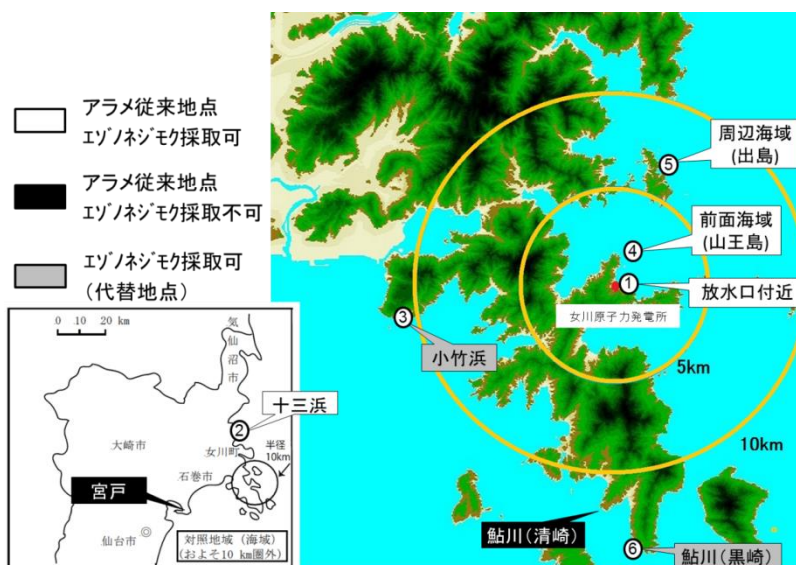 アラメ従来地点
エゾノネジモク採取可
アラメ従来地点
エゾノネジモク採取不可
エゾノネジモク採取可
(代替地点)
0 10 20 km
気仙沼市
②
十三浜
大崎市
女川町
半径
10km
石巻市
宮戸
仙台市
対照地域(海域)
(およそ10 km圏外)
周辺海域
(出島)
⑤
前面海域
(山王島)
④
①
放水口付近
女川原子力発電所
③
小竹浜
5km
10km
鮎川(清崎)
⑥
鮎川(黒崎)